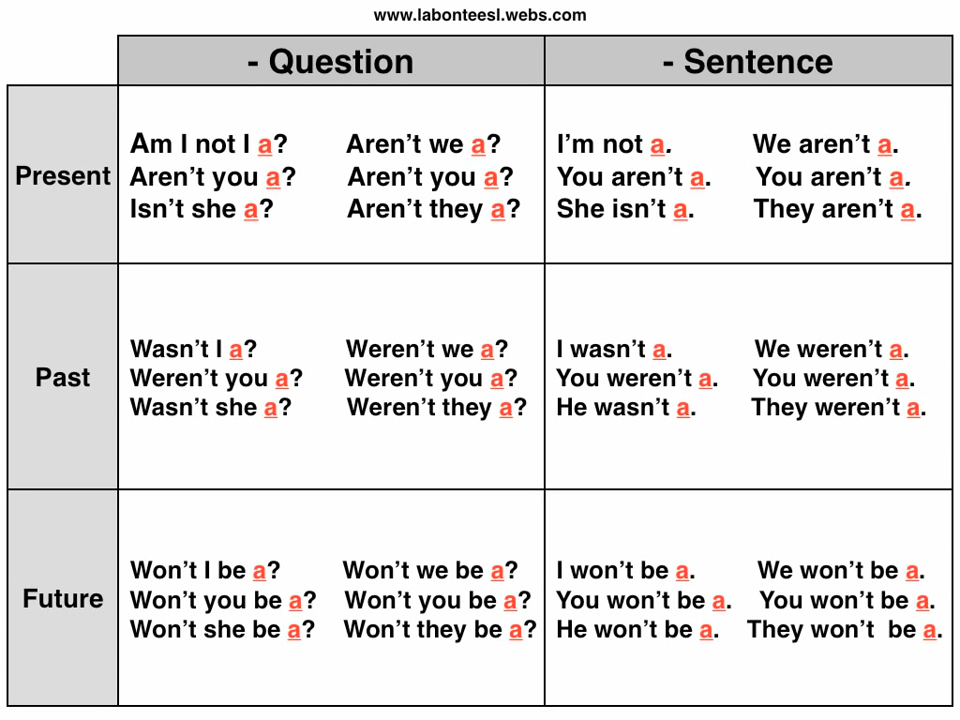 www.labonteesl.webs.com
- Question - Sentence
Present
Am I not I a? Aren't we a? I'm not a. We aren't a.
Aren't you a? Aren't you a? You aren't a. You aren't a.
Isn't she a? Aren't they a? She isn't a. They aren't a.
Past
Wasn't I a? Weren't we a? I wasn't a. We weren't a.
Weren't you a? Weren't you a? You weren't a. You weren't a.
Wasn't she a? Weren't they a? He wasn't a. They weren't a.
Future
Won't I be a? Won't we be a? I won't be a. We won't be a.
Won't you be a? Won't you be a? You won't be a. You won't be a.
Won't she be a? Won't they be a? He won't be a. They won't be a.